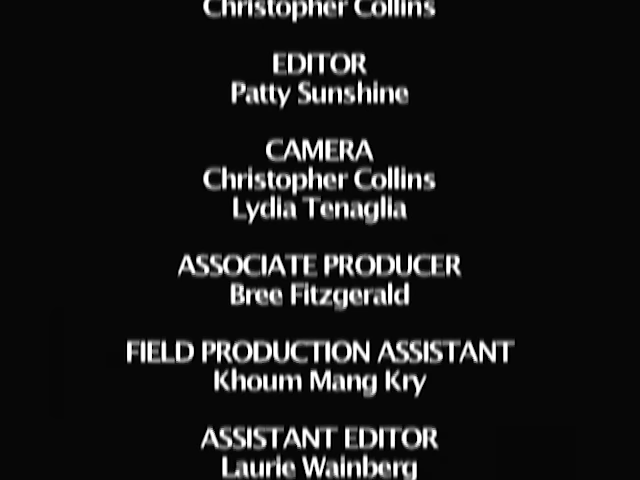 Christopher Collins
EDITOR
Patty Sunshine
CAMERA
Christopher Collins
Lydia Tenaglia
ASSOCIATE PRODUCER
Bree Fitzgerald
FIELD PRODUCTION ASSISTANT
Khoum Mang Kry
ASSISTANT EDITOR
Laurie Wainberg